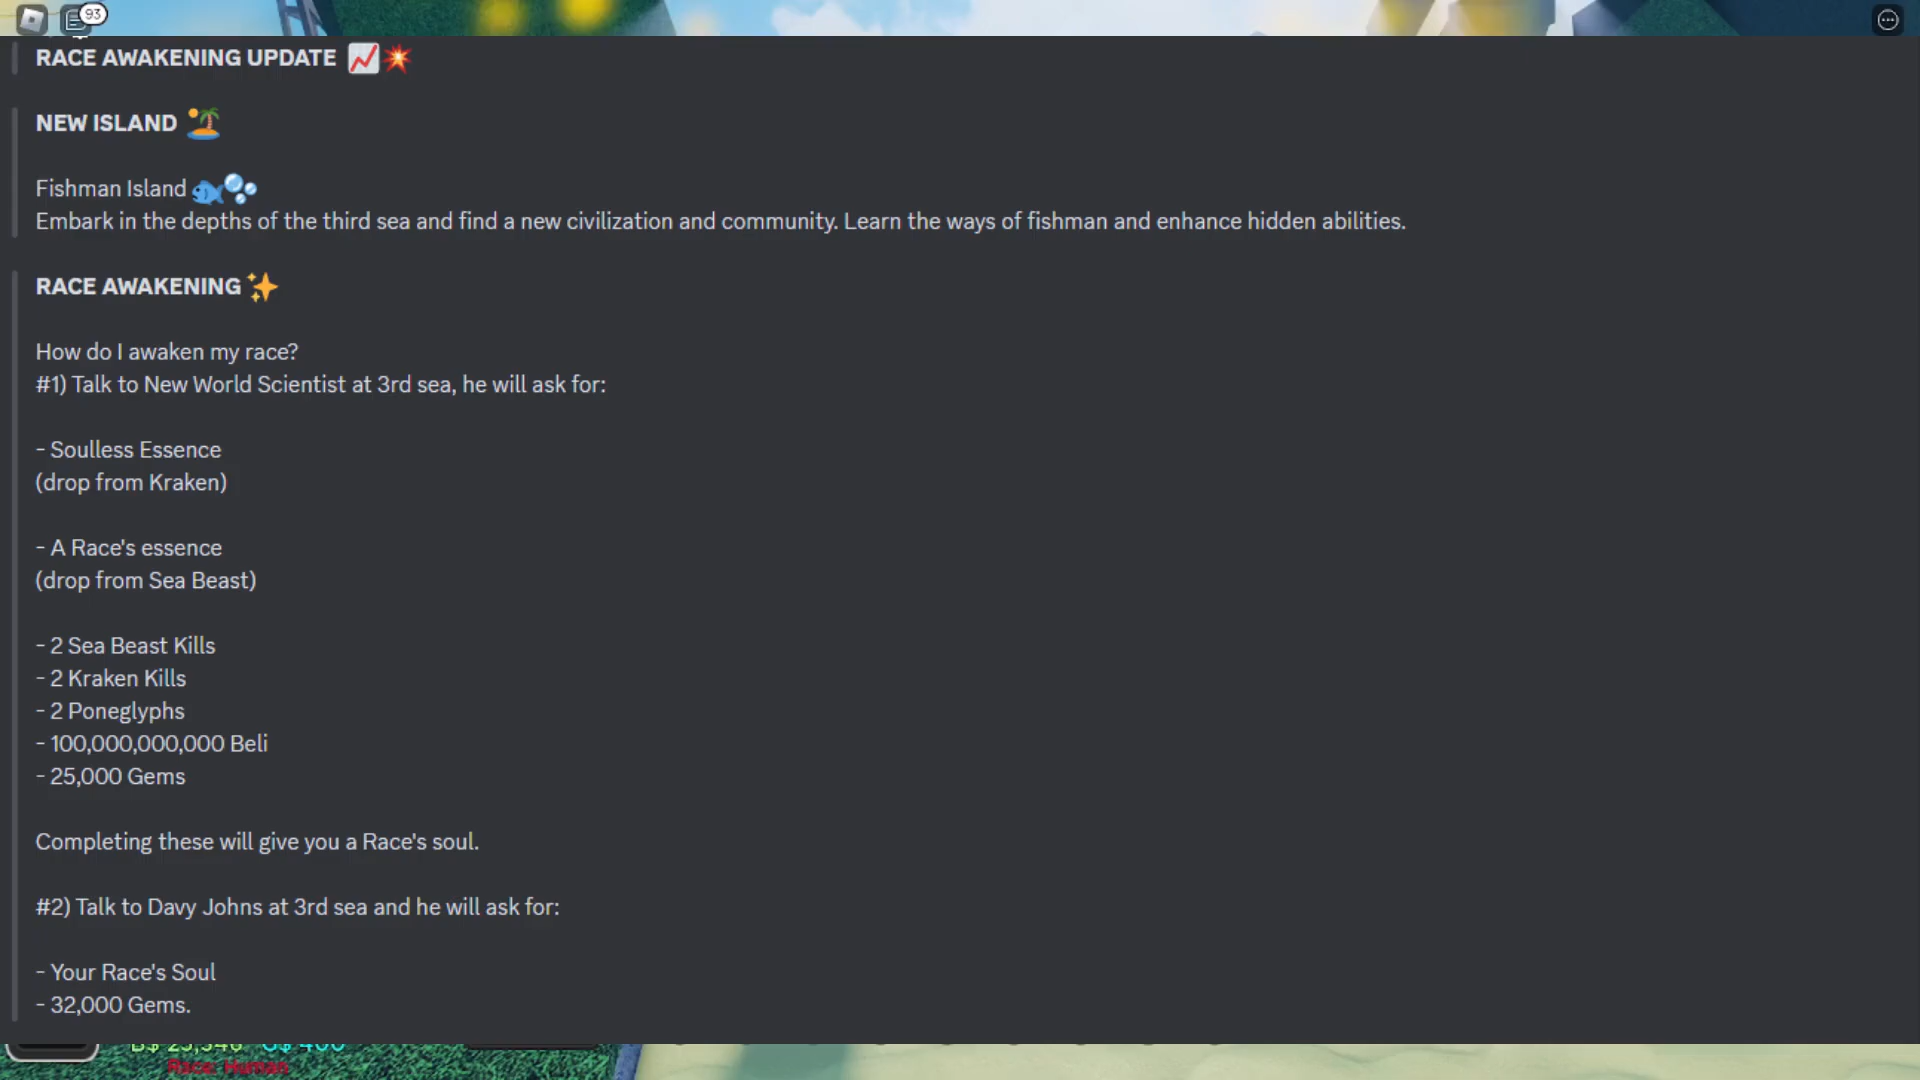 93
RACE AWAKENING UPDATE
NEW ISLAND
Fishman Island
Embark in the depths of the third sea and find a new civilization and community. Learn the ways of fishman and enhance hidden abilities.
RACE AWAKENING
How do I awaken my race?
#1) Talk to New World Scientist at 3rd sea, he will ask for:
- Soulless Essence
(drop from Kraken)
- A Race's essence
(drop from Sea Beast)
- 2 Sea Beast Kills
- 2 Kraken Kills
- 2 Poneglyphs
- 100,000,000,000 Beli
- 25,000 Gems
Completing these will give you a Race's soul.
#2) Talk to Davy Johns at 3rd sea and he will ask for:
- Your Race's Soul
- 32,000 Gems.
Race: Human